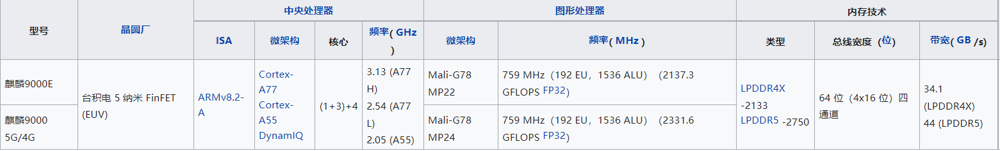 型号
晶圆厂
中央处理器
图形处理器
内存技术
ISA
微架构
核心
频率( GHz
)
微架构
频率( MHz )
类型
总线宽度（位）
带宽( GB /s)
麒麟9000E
台积电 5 纳米 FinFET
(EUV)
ARMv8.2-
A
Cortex-
A77
Cortex-
A55
DynamIQ
(1+3)+4
3.13 (A77
H)
2.54 (A77
L)
2.05 (A55)
Mali-G78
MP22
759 MHz（192 EU，1536 ALU）（2137.3
GFLOPS FP32）
LPDDR4X
-2133
LPDDR5 -2750
64 位（4x16 位）四
通道
34.1
(LPDDR4X)
44 (LPDDR5)
麒麟9000
5G/4G
Mali-G78
MP24
759 MHz（192 EU，1536 ALU）（2331.6
GFLOPS FP32）